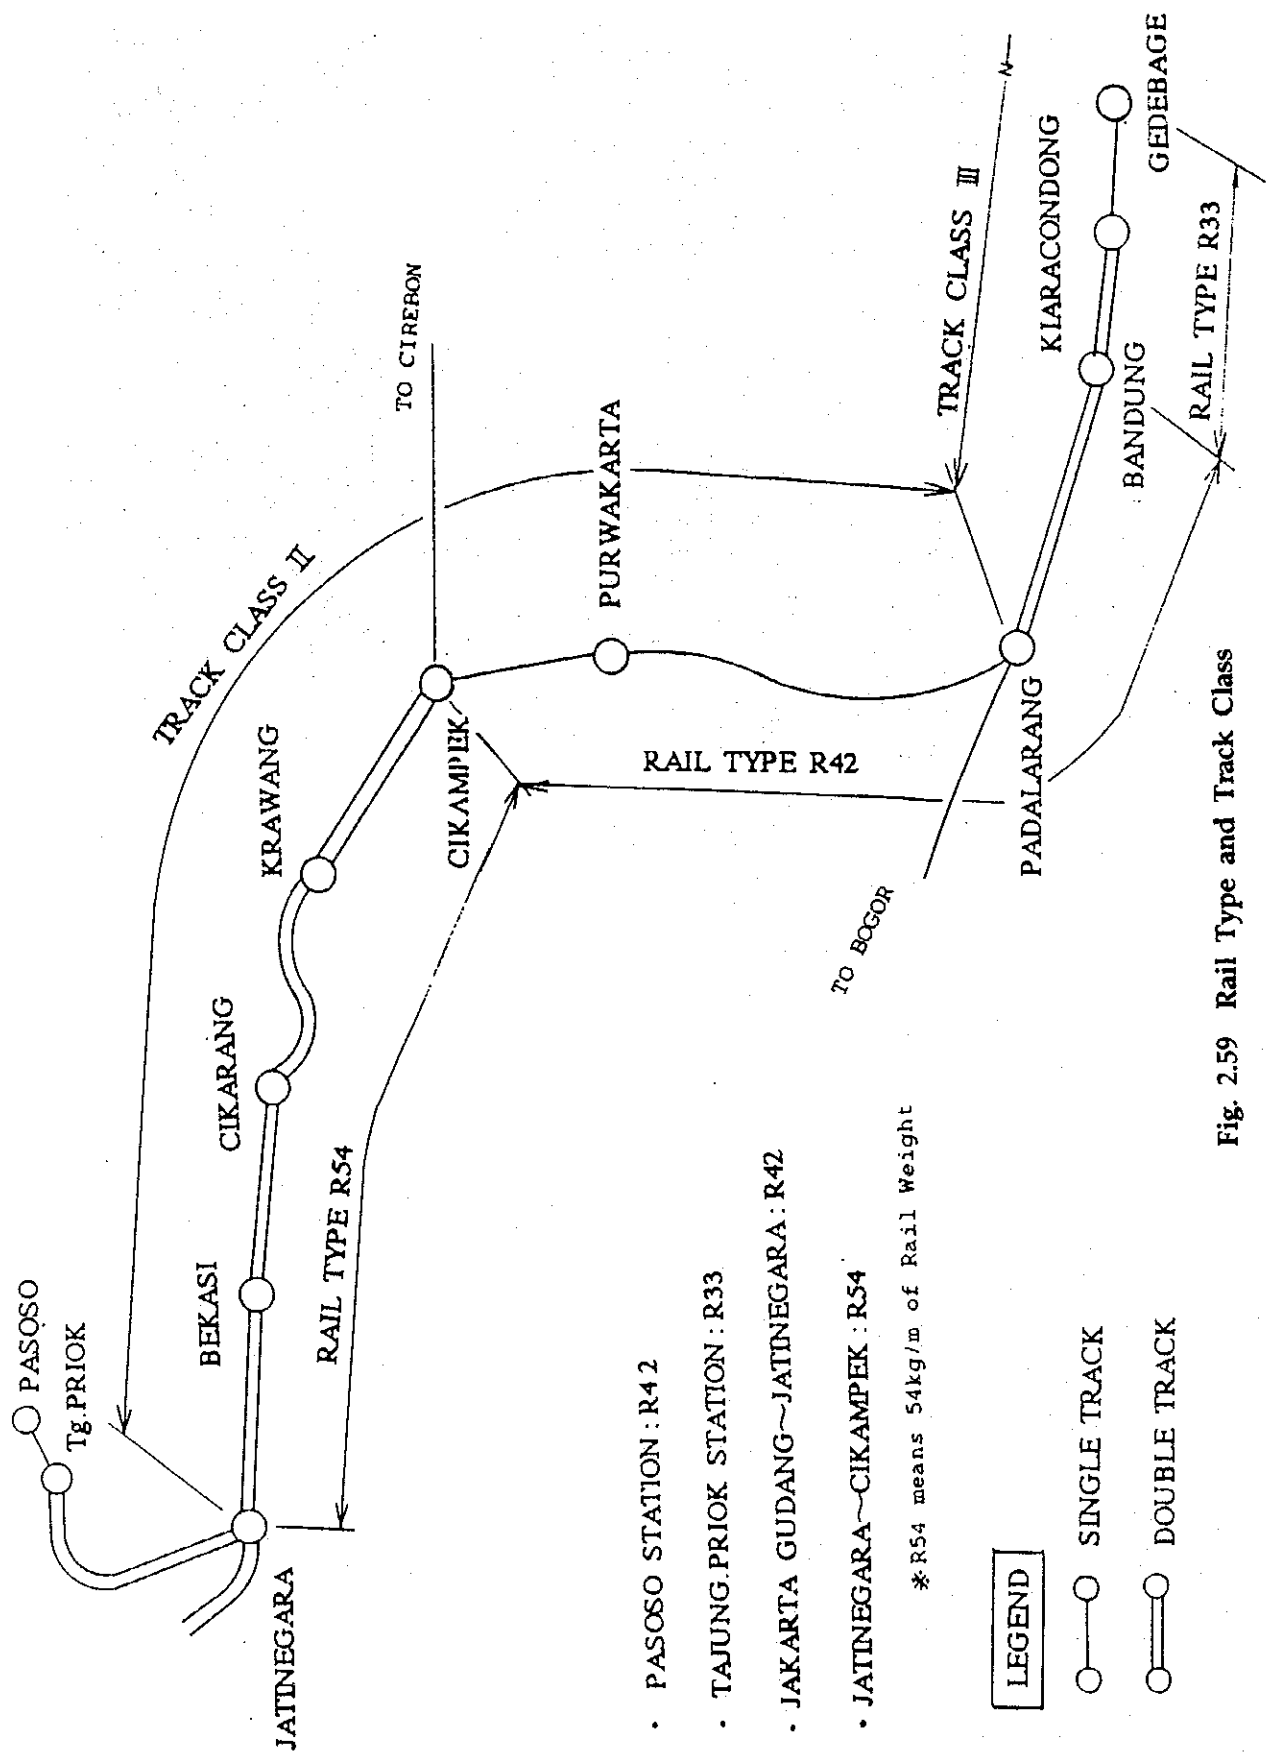 PASOSO
Tg.PRIOK
JATINEGARA
BEKASI
CIKARANG
KRAWANG
CIKAMPEK
PURWAKARTA
PADALARANG
BANDUNG
KIARACONDONG
GEDEBAGE
TRACK CLASS II
TRACK CLASS III
TO CIREBON
TO BOGOR
RAIL TYPE R54
RAIL TYPE R42
RAIL TYPE R33
N
· PASOSO STATION : R42
· TAJUNG.PRIOK STATION : R33
· JAKARTA GUDANG~JATINEGARA : R42
· JATINEGARA~CIKAMPEK : R54
※R54 means 54kg/m of Rail Weight
LEGEND
SINGLE TRACK
DOUBLE TRACK
Fig. 2.59 Rail Type and Track Class